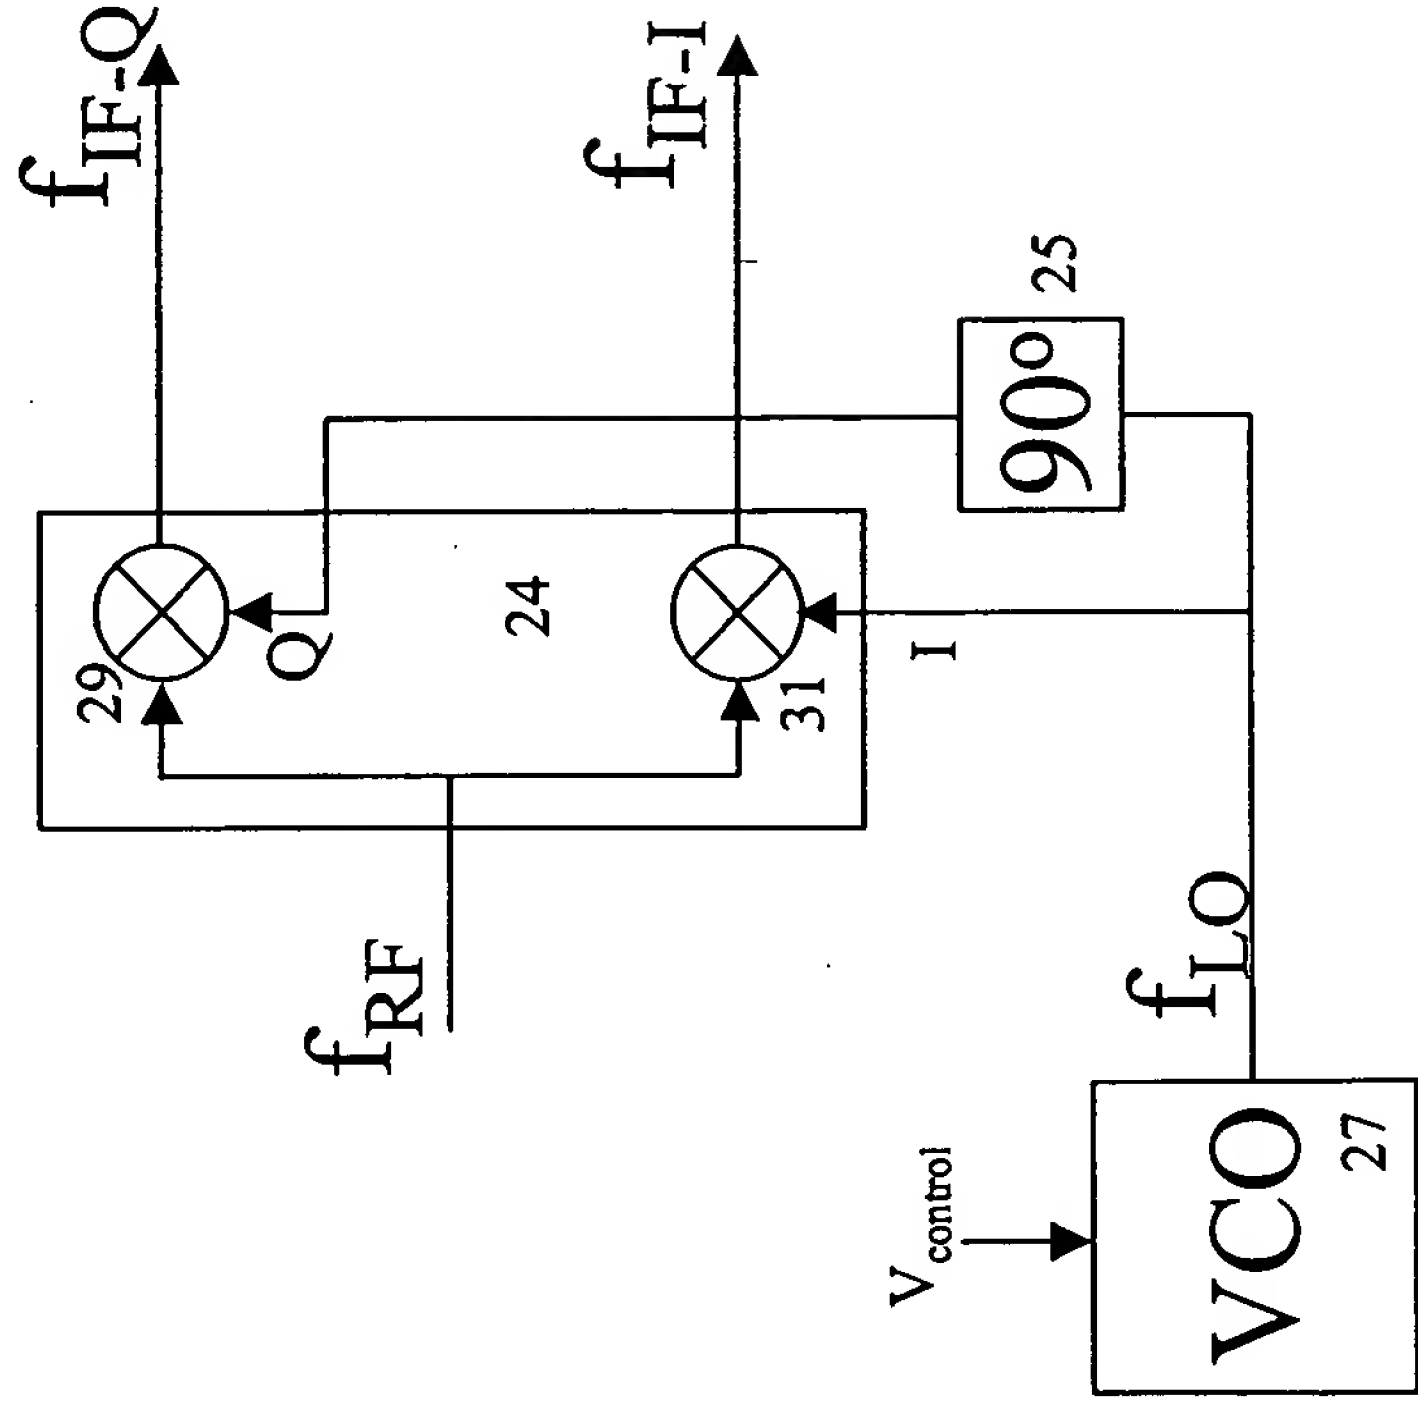 f_IF-Q
29
Q
f_RF
24
f_IF-I
31
I
90°
25
V_control
f_LO
VCO
27